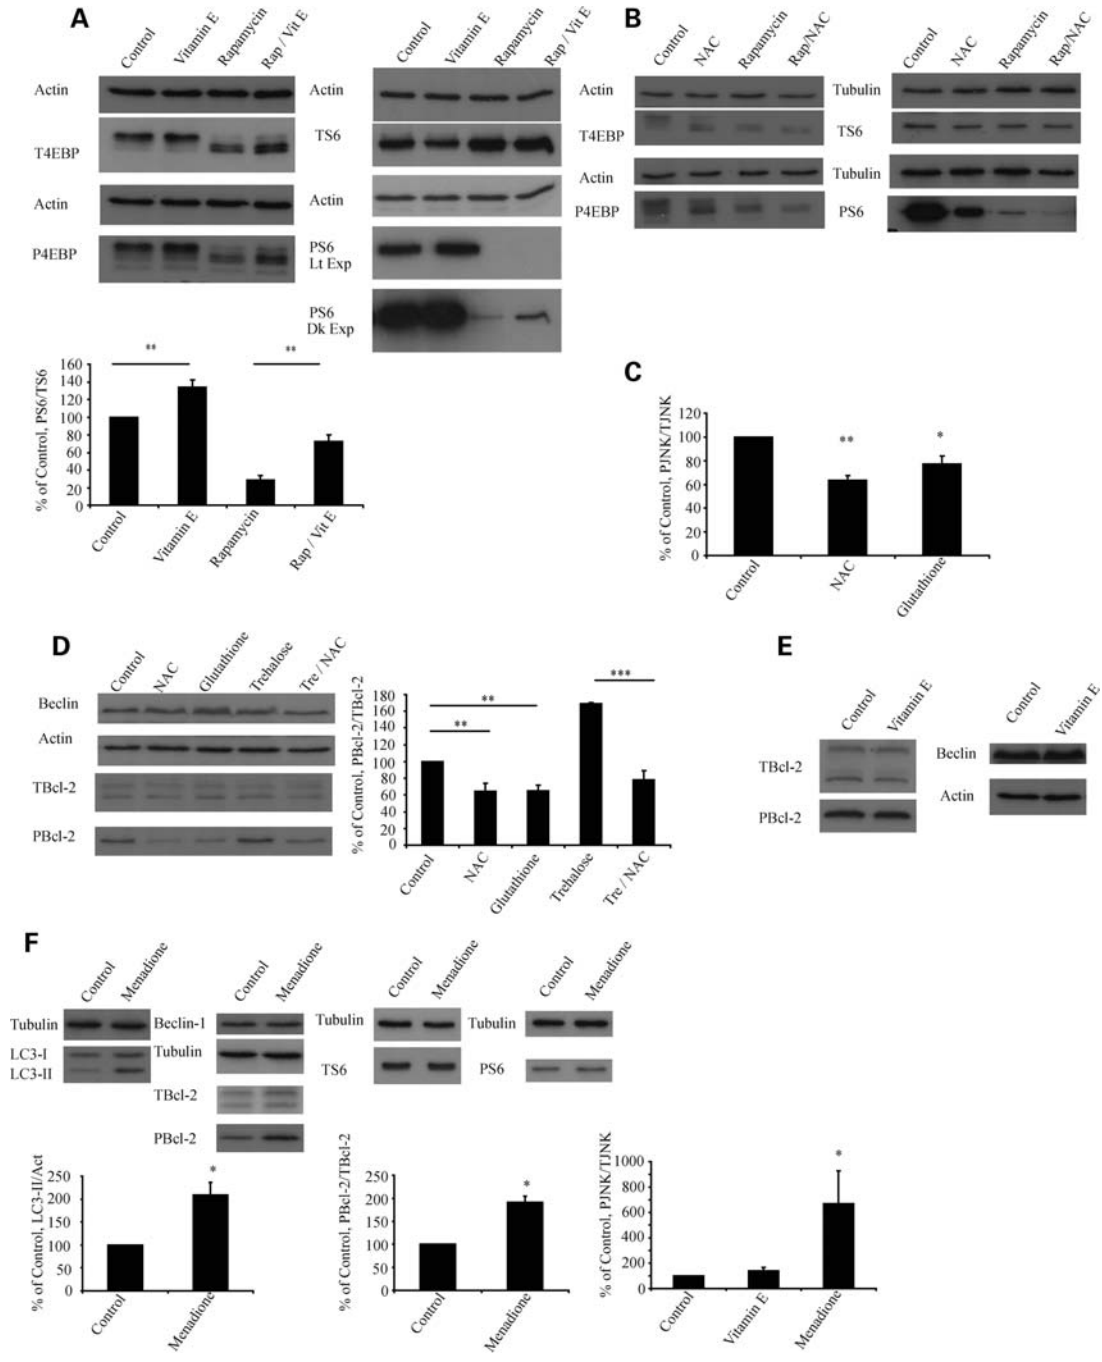 A
Control
Vitamin E
Rapamycin
Rap / Vit E
Actin
T4EBP
Actin
P4EBP
Control
Vitamin E
Rapamycin
Rap / Vit E
Actin
TS6
Actin
PS6
Lt Exp
PS6
Dk Exp
% of Control, PS6/TS6
160
140
120
100
80
60
40
20
0
**
**
Control
Vitamin E
Rapamycin
Rap / Vit E
B
Control
NAC
Rapamycin
Rap/NAC
Actin
T4EBP
Actin
P4EBP
Control
NAC
Rapamycin
Rap/NAC
Tubulin
TS6
Tubulin
PS6
C
% of Control, PJNK/TJNK
120
100
80
60
40
20
0
**
*
Control
NAC
Glutathione
D
Control
NAC
Glutathione
Trehalose
Tre / NAC
Beclin
Actin
TBcl-2
PBcl-2
% of Control, PBcl-2/TBcl-2
180
160
140
120
100
80
60
40
20
0
**
**
***
Control
NAC
Glutathione
Trehalose
Tre / NAC
E
Control
Vitamin E
TBcl-2
PBcl-2
Control
Vitamin E
Beclin
Actin
F
Control
Menadione
Tubulin
LC3-I
LC3-II
Control
Menadione
Beclin-1
Tubulin
TBcl-2
PBcl-2
Control
Menadione
Tubulin
TS6
Control
Menadione
Tubulin
PS6
% of Control, LC3-II/Act
250
200
150
100
50
0
*
Control
Menadione
% of Control, PBcl-2/TBcl-2
250
200
150
100
50
0
*
Control
Menadione
% of Control, PJNK/TJNK
1000
800
600
400
200
0
*
Control
Vitamin E
Menadione